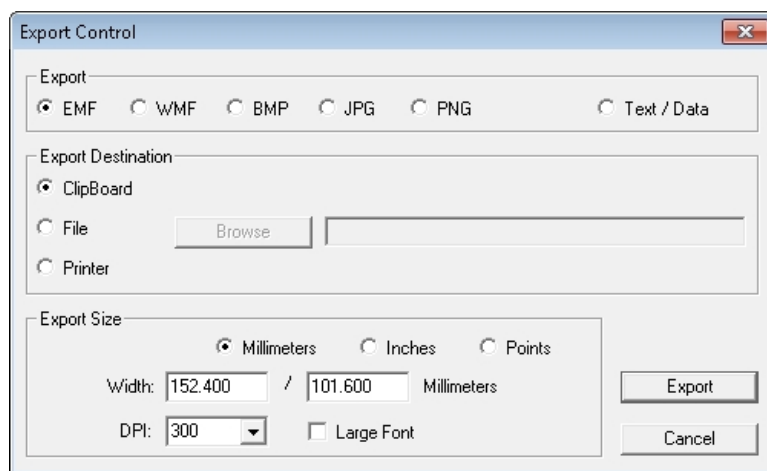 Export Control
Export
EMF WMF BMP JPG PNG Text / Data
Export Destination
ClipBoard
File Browse
Printer
Export Size
Millimeters Inches Points
Width: 152.400 / 101.600 Millimeters
Export
DPI: 300 Large Font
Cancel